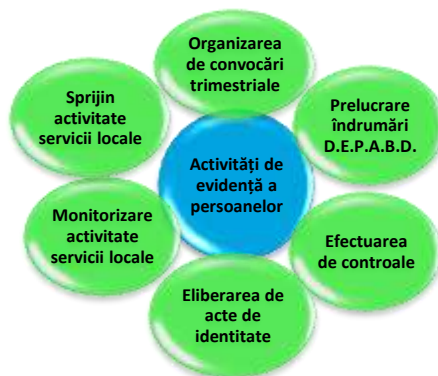 Organizarea
de convocări
trimestriale
Sprijin
activitate
servicii locale
Prelucrare
îndrumări
D.E.P.A.B.D.
Activități de
evidență a
persoanelor
Monitorizare
activitate
servicii locale
Efectuarea
de controale
Eliberarea de
acte de
identitate